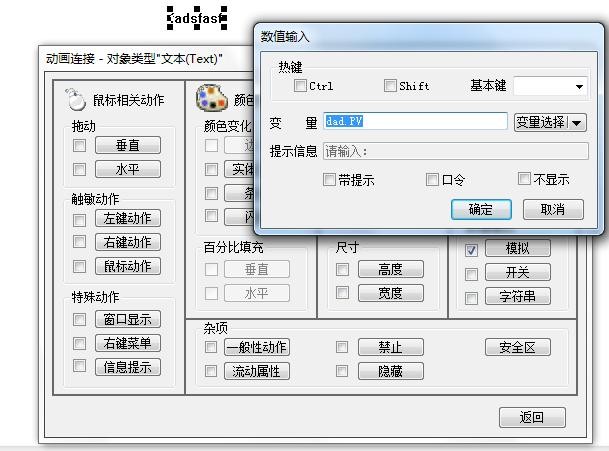 adsfasf
动画连接 - 对象类型"文本(Text)"
数值输入
热键
Ctrl
Shift
基本键
变 量
dad.PV
变量选择
提示信息
请输入:
带提示
口令
不显示
确定
取消
鼠标相关动作
拖动
垂直
水平
触敏动作
左键动作
右键动作
鼠标动作
特殊动作
窗口显示
右键菜单
信息提示
颜色变化
实体
条
闪
百分比填充
垂直
水平
尺寸
高度
宽度
模拟
开关
字符串
杂项
一般性动作
禁止
安全区
流动属性
隐藏
返回